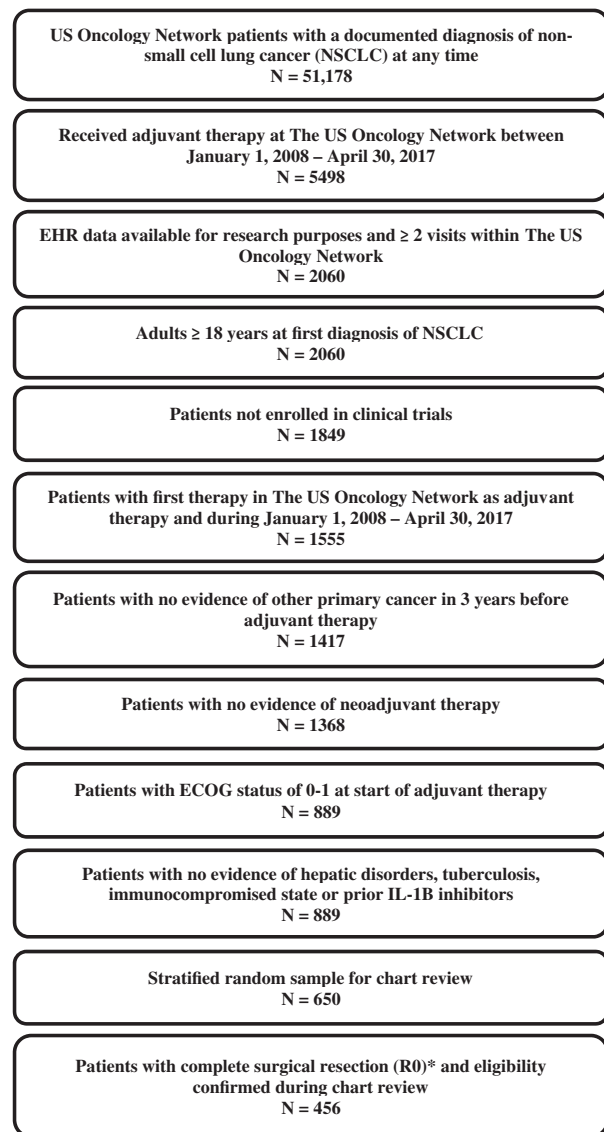 US Oncology Network patients with a documented diagnosis of non-
small cell lung cancer (NSCLC) at any time
N = 51,178
Received adjuvant therapy at The US Oncology Network between
January 1, 2008 – April 30, 2017
N = 5498
EHR data available for research purposes and ≥ 2 visits within The US
Oncology Network
N = 2060
Adults ≥ 18 years at first diagnosis of NSCLC
N = 2060
Patients not enrolled in clinical trials
N = 1849
Patients with first therapy in The US Oncology Network as adjuvant
therapy and during January 1, 2008 – April 30, 2017
N = 1555
Patients with no evidence of other primary cancer in 3 years before
adjuvant therapy
N = 1417
Patients with no evidence of neoadjuvant therapy
N = 1368
Patients with ECOG status of 0-1 at start of adjuvant therapy
N = 889
Patients with no evidence of hepatic disorders, tuberculosis,
immunocompromised state or prior IL-1B inhibitors
N = 889
Stratified random sample for chart review
N = 650
Patients with complete surgical resection (R0)* and eligibility
confirmed during chart review
N = 456